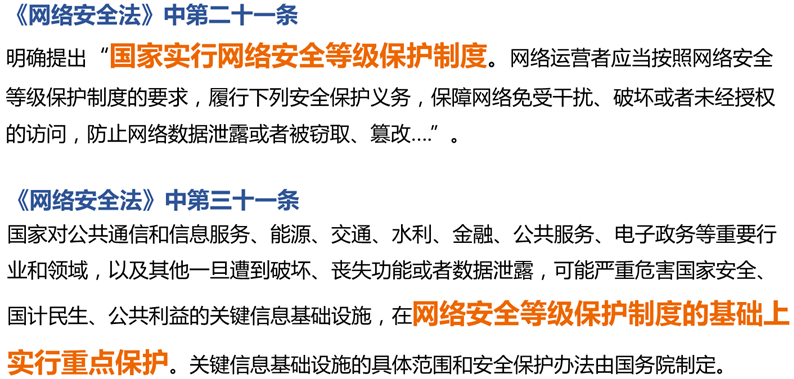 《网络安全法》中第二十一条
明确提出“国家实行网络安全等级保护制度。网络运营者应当按照网络安全
等级保护制度的要求，履行下列安全保护义务，保障网络免受干扰、破坏或者未经授权
的访问，防止网络数据泄露或者被窃取、篡改....”。
《网络安全法》中第三十一条
国家对公共通信和信息服务、能源、交通、水利、金融、公共服务、电子政务等重要行
业和领域，以及其他一旦遭到破坏、丧失功能或者数据泄露，可能严重危害国家安全、
国计民生、公共利益的关键信息基础设施，在网络安全等级保护制度的基础上
实行重点保护。关键信息基础设施的具体范围和安全保护办法由国务院制定。